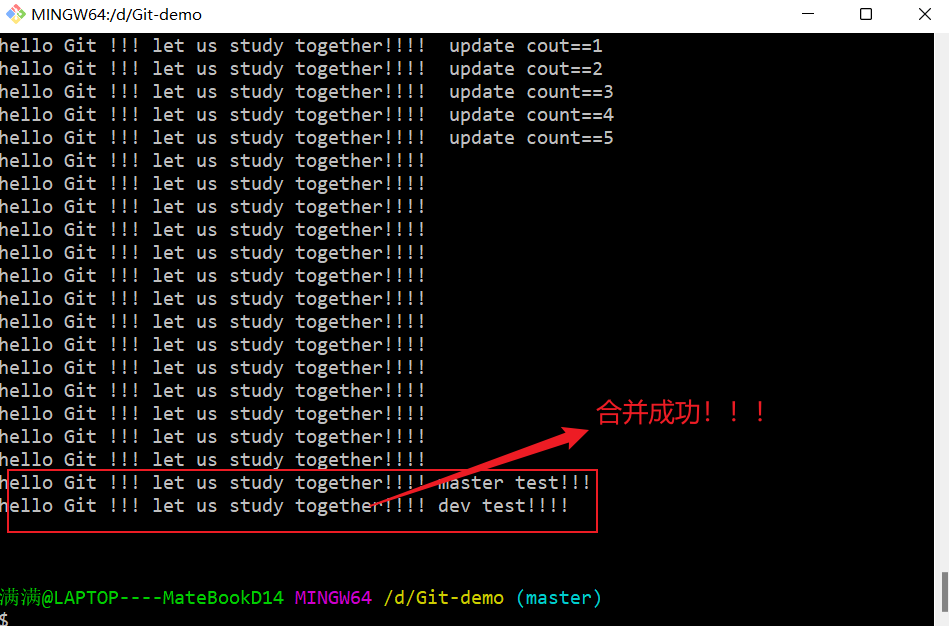 MINGW64:/d/Git-demo
hello Git !!! let us study together!!!!  update cout==1
hello Git !!! let us study together!!!!  update cout==2
hello Git !!! let us study together!!!!  update count==3
hello Git !!! let us study together!!!!  update count==4
hello Git !!! let us study together!!!!  update count==5
hello Git !!! let us study together!!!!
hello Git !!! let us study together!!!!
hello Git !!! let us study together!!!!
hello Git !!! let us study together!!!!
hello Git !!! let us study together!!!!
hello Git !!! let us study together!!!!
hello Git !!! let us study together!!!!
hello Git !!! let us study together!!!!
hello Git !!! let us study together!!!!
hello Git !!! let us study together!!!!
hello Git !!! let us study together!!!!
合并成功！！！
hello Git !!! let us study together!!!!
hello Git !!! let us study together!!!!
hello Git !!! let us study together!!!!
hello Git !!! let us study together!!!! master test!!!
hello Git !!! let us study together!!!! dev test!!!!
满满@LAPTOP----MateBookD14 MINGW64 /d/Git-demo (master)
$